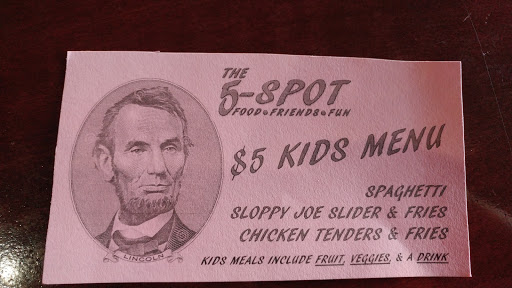 THE
5-SPOT
FOOD•FRIENDS•FUN
$5 KIDS MENU
SPAGHETTI
SLOPPY JOE SLIDER & FRIES
CHICKEN TENDERS & FRIES
KIDS MEALS INCLUDE FRUIT, VEGGIES, & A DRINK
LINCOLN